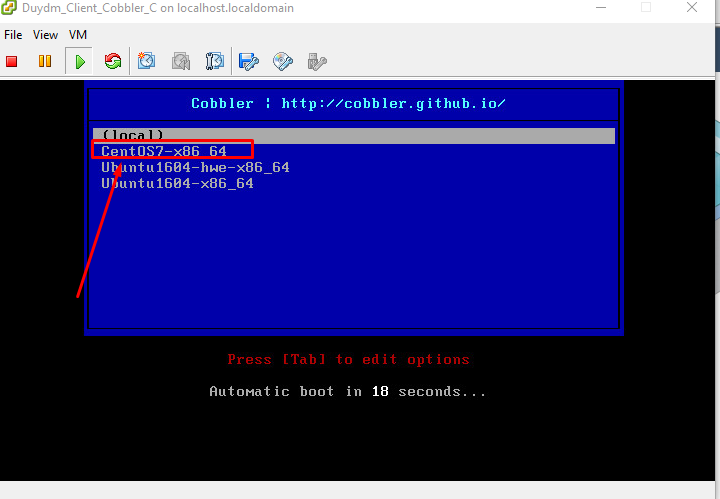 Duydm_Client_Cobbler_C on localhost.localdomain
File View VM
Cobbler | http://cobbler.github.io/
(local)
CentOS7-x86_64
Ubuntu1604-hwe-x86_64
Ubuntu1604-x86_64
Press [Tab] to edit options
Automatic boot in 18 seconds...